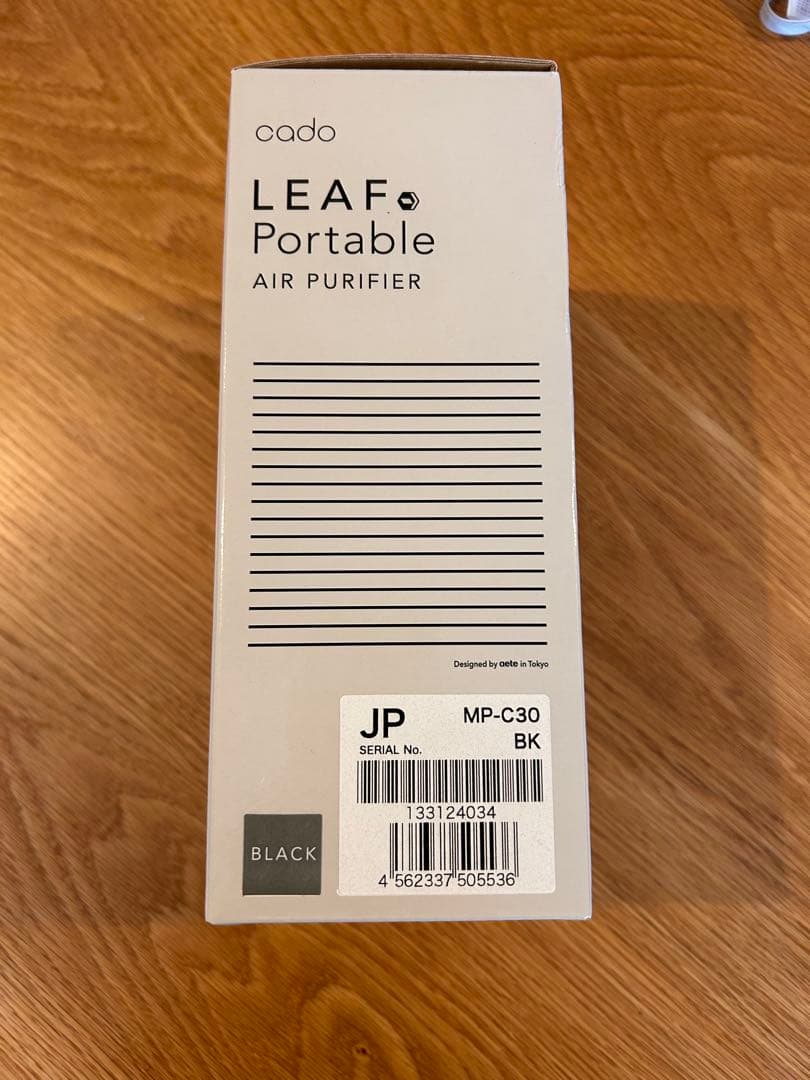 cado
LEAF
Portable
AIR PURIFIER
Designed by aete in Tokyo
JP MP-C30
SERIAL No. BK
133124034
4 562337 505536
BLACK